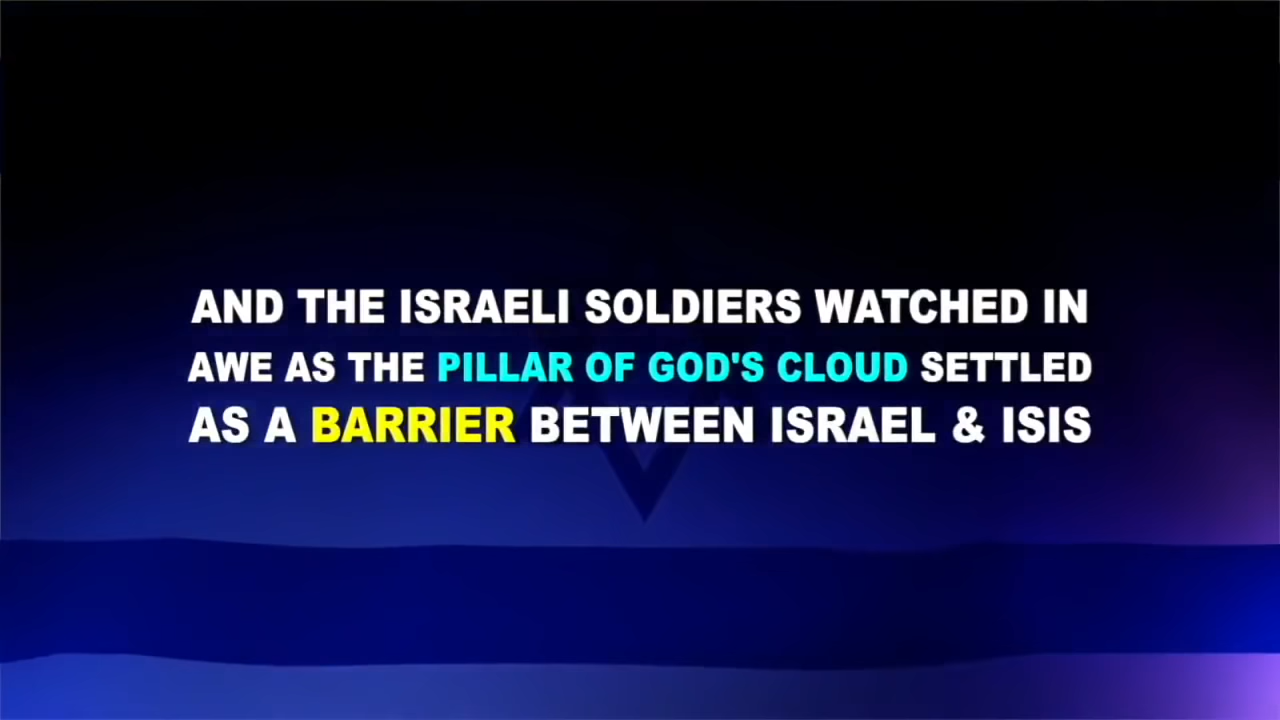 AND THE ISRAELI SOLDIERS WATCHED IN
AWE AS THE PILLAR OF GOD'S CLOUD SETTLED
AS A BARRIER BETWEEN ISRAEL & ISIS